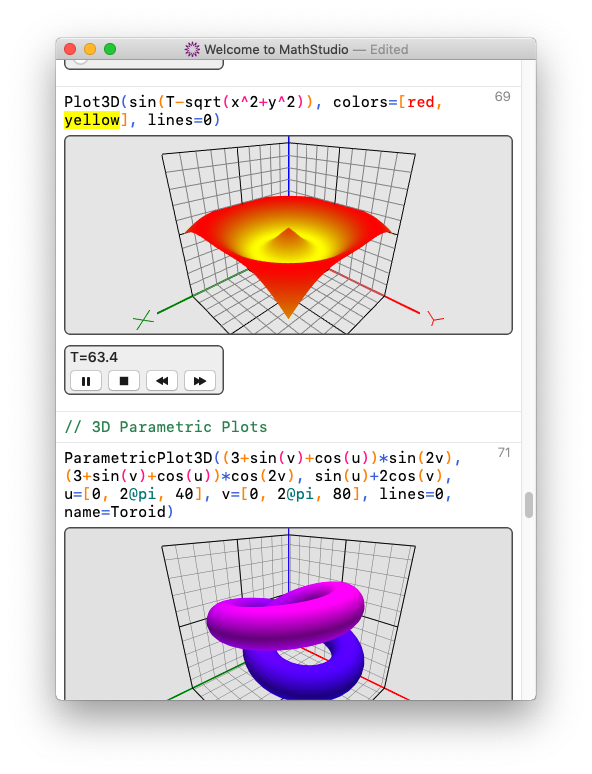 Welcome to MathStudio — Edited
69
Plot3D(sin(T-sqrt(x^2+y^2)), colors=[red,
yellow], lines=0)
X
Y
T=63.4
// 3D Parametric Plots
71
ParametricPlot3D((3+sin(v)+cos(u))*sin(2v),
(3+sin(v)+cos(u))*cos(2v), sin(u)+2cos(v),
u=[0, 2@pi, 40], v=[0, 2@pi, 80], lines=0,
name=Toroid)